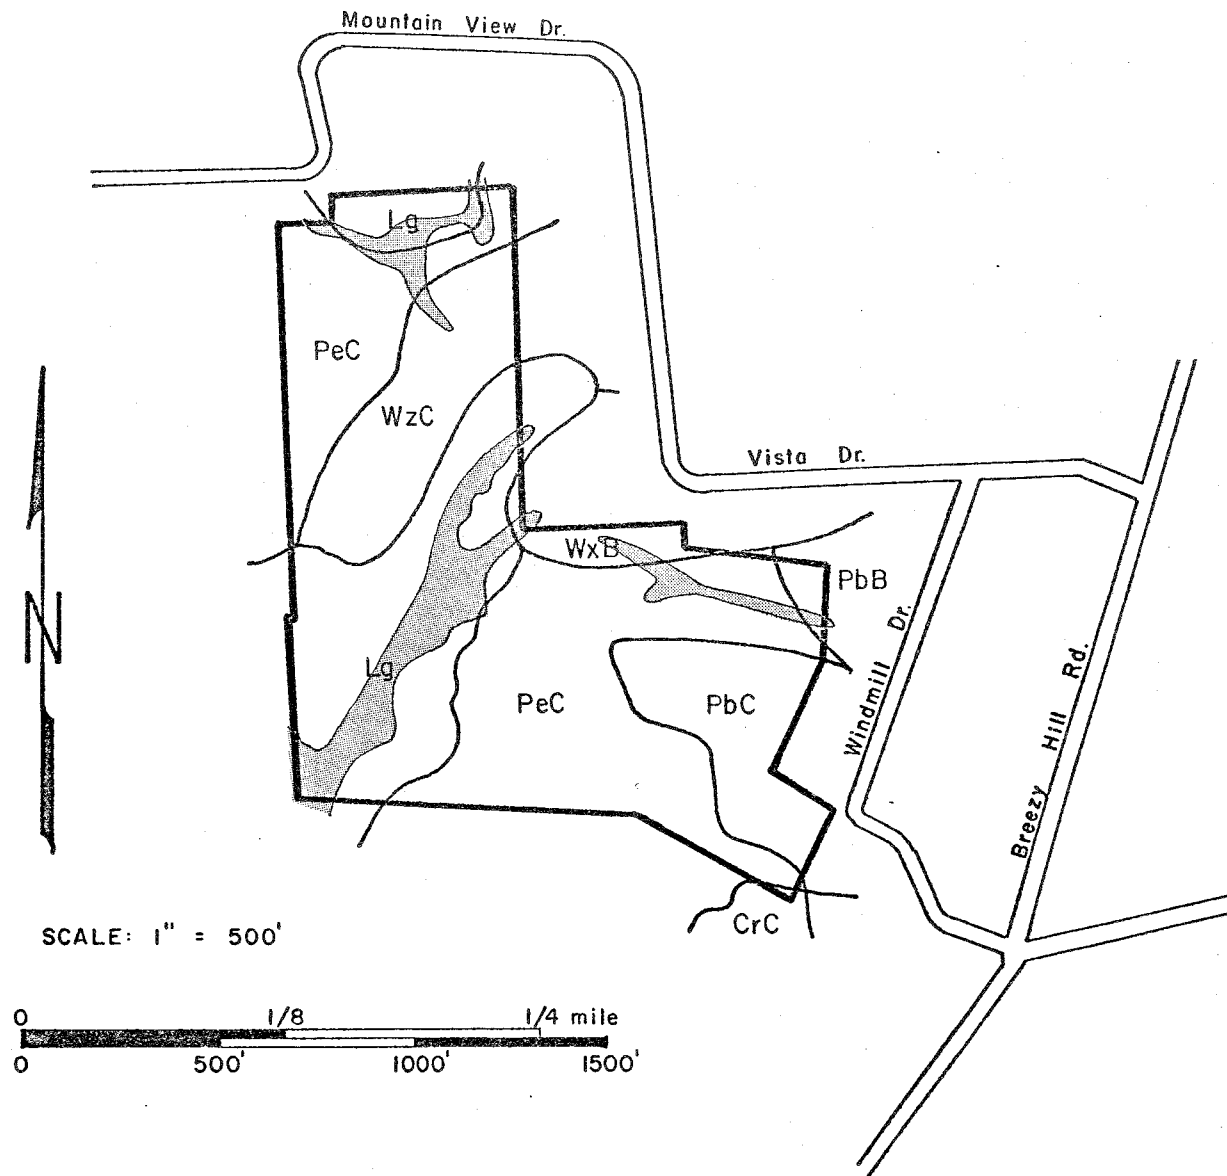 Mountain View Dr.
Lg
PeC
WzC
Vista Dr.
WxB
PbB
N
Lg
PeC
PbC
Windmill Dr.
Breezy Hill Rd.
CrC
SCALE: 1" = 500'
0 1/8 1/4 mile
0 500' 1000' 1500'